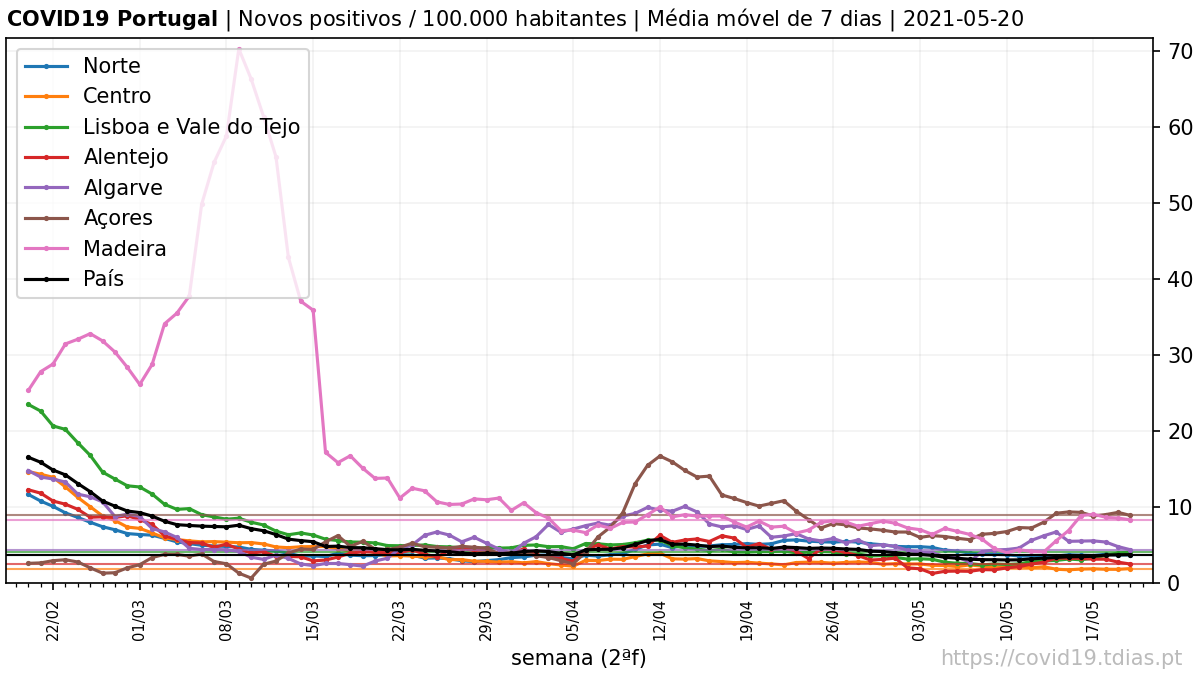 COVID19 Portugal | Novos positivos / 100.000 habitantes | Média móvel de 7 dias | 2021-05-20
Norte
Centro
Lisboa e Vale do Tejo
Alentejo
Algarve
Açores
Madeira
País
70
60
50
40
30
20
10
0
22/02 01/03 08/03 15/03 22/03 29/03 05/04 12/04 19/04 26/04 03/05 10/05 17/05
semana (2ªf)
https://covid19.tdias.pt